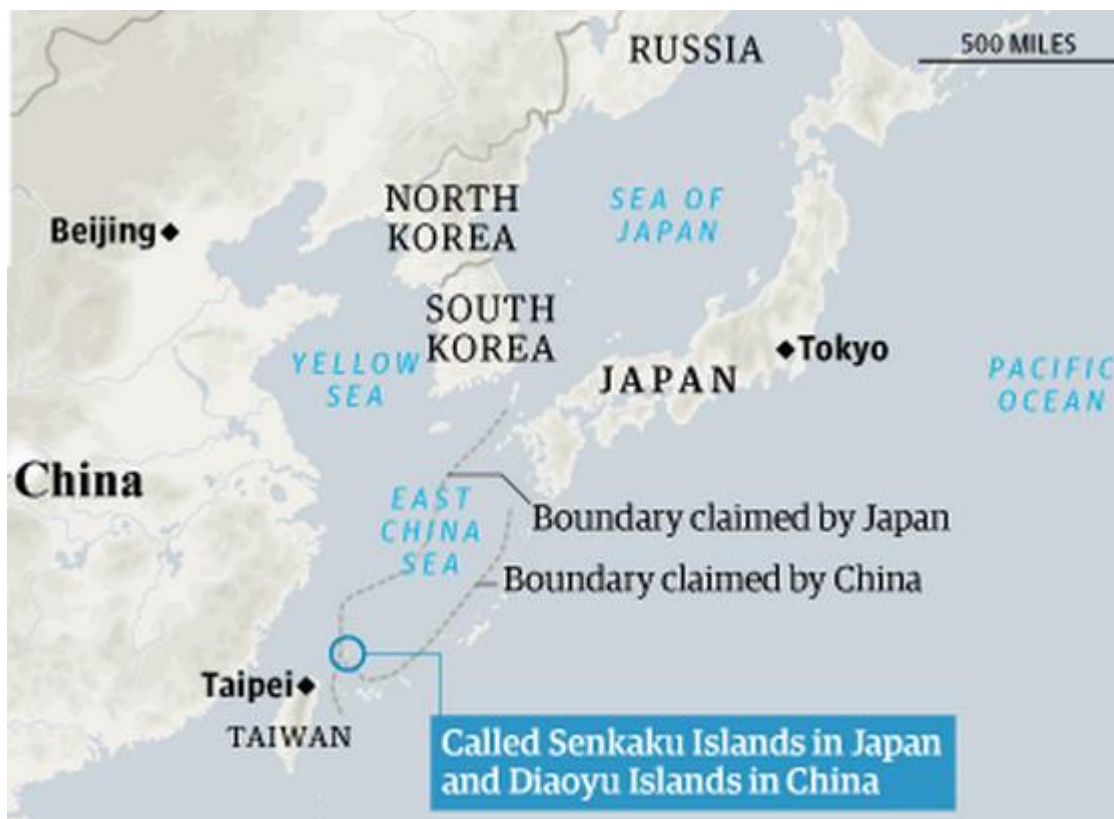 RUSSIA
500 MILES
NORTH
KOREA
SEA OF
JAPAN
Beijing
SOUTH
KOREA
YELLOW
SEA
JAPAN
Tokyo
PACIFIC
OCEAN
China
EAST
CHINA
SEA
Boundary claimed by Japan
Boundary claimed by China
Taipei
TAIWAN
Called Senkaku Islands in Japan
and Diaoyu Islands in China